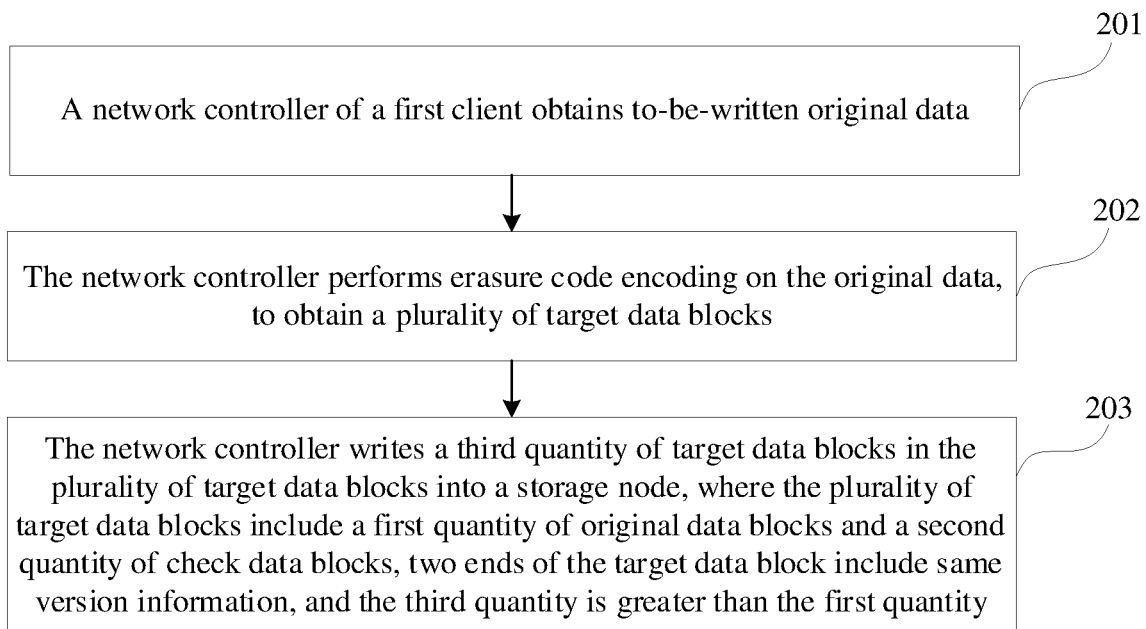 201
A network controller of a first client obtains to-be-written original data
202
The network controller performs erasure code encoding on the original data,
to obtain a plurality of target data blocks
203
The network controller writes a third quantity of target data blocks in the
plurality of target data blocks into a storage node, where the plurality of
target data blocks include a first quantity of original data blocks and a second
quantity of check data blocks, two ends of the target data block include same
version information, and the third quantity is greater than the first quantity